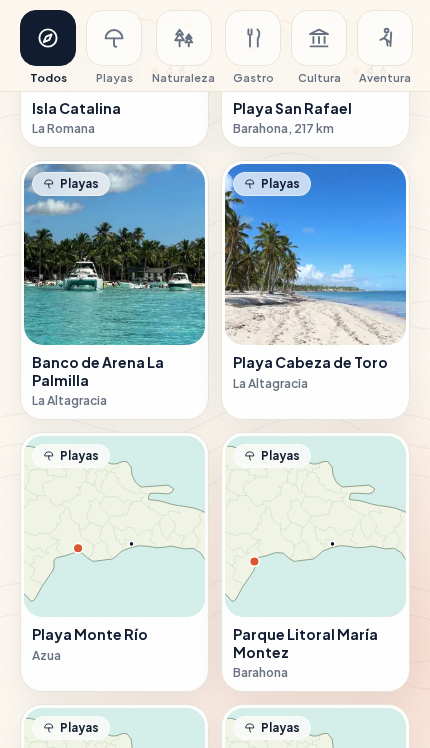 Todos
Playas
Naturaleza
Gastro
Cultura
Aventura
Isla Catalina
La Romana
Playa San Rafael
Barahona, 217 km
Playas
Banco de Arena La
Palmilla
La Altagracia
Playas
Playa Cabeza de Toro
La Altagracia
Playas
Playa Monte Río
Azua
Playas
Parque Litoral María
Montez
Barahona
Playas
Playas